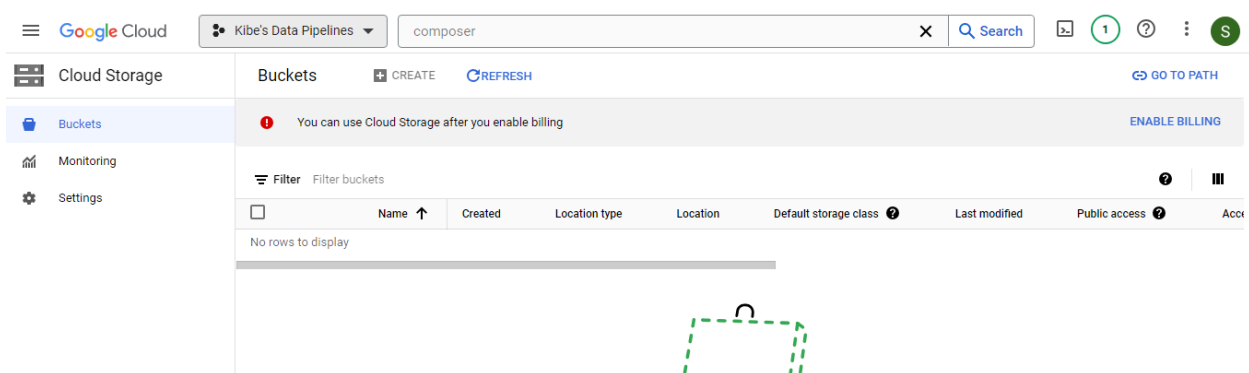 Google Cloud Kibe's Data Pipelines composer Search 1 S
Cloud Storage Buckets CREATE REFRESH GO TO PATH
Buckets You can use Cloud Storage after you enable billing ENABLE BILLING
Monitoring
Filter Filter buckets
Settings
Name Created Location type Location Default storage class Last modified Public access Acce
No rows to display